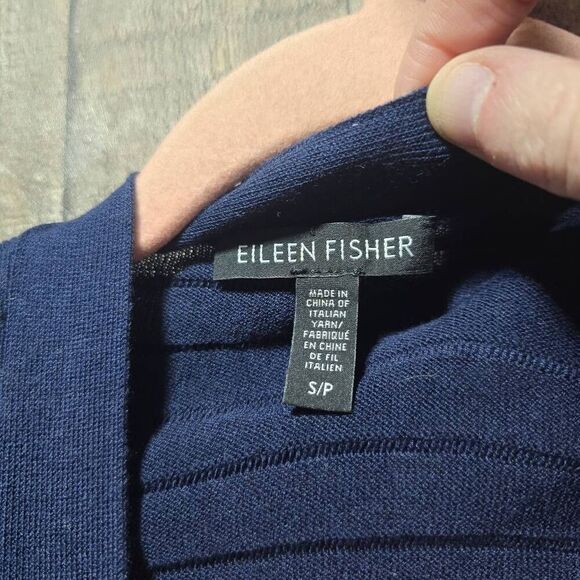 EILEEN FISHER
MADE IN
CHINA OF
ITALIAN
YARN/
FABRIQUÉ
EN CHINE
DE FIL
ITALIEN
S/P